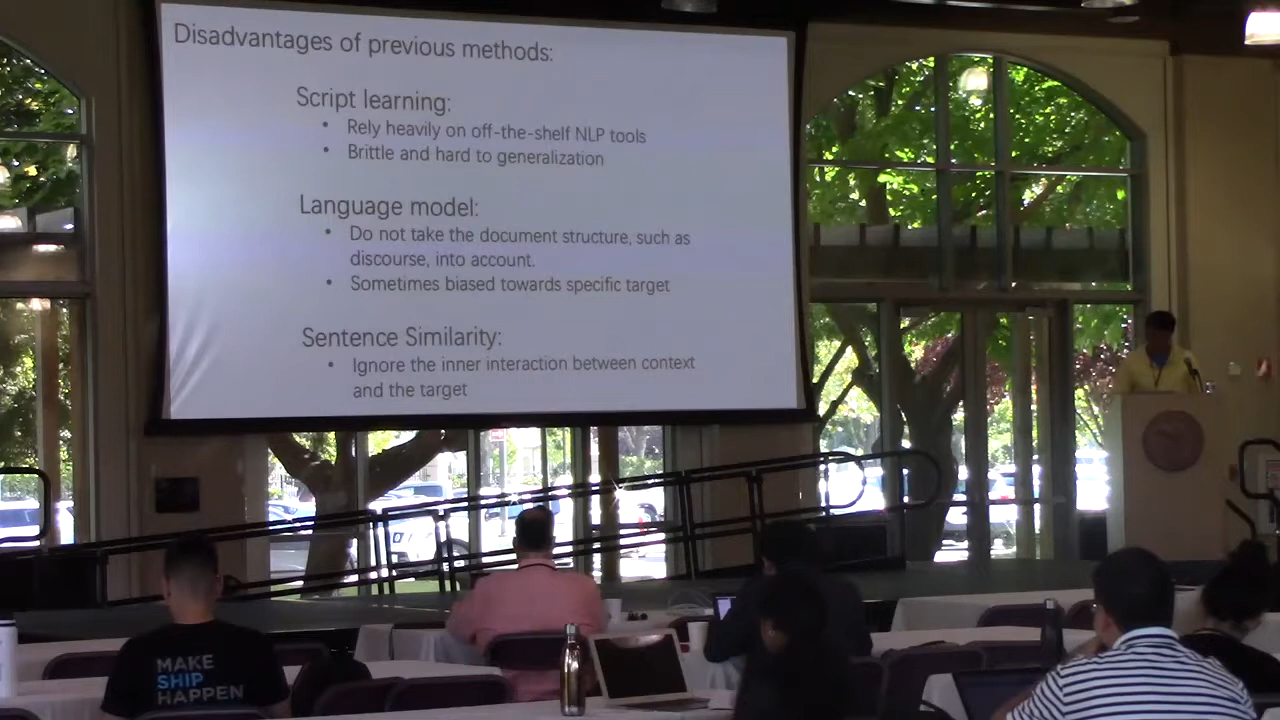 Disadvantages of previous methods:
Script learning:
• Rely heavily on off-the-shelf NLP tools
• Brittle and hard to generalization
Language model:
• Do not take the document structure, such as
discourse, into account.
• Sometimes biased towards specific target
Sentence Similarity:
• Ignore the inner interaction between context
and the target
MAKE
SHIP
HAPPEN